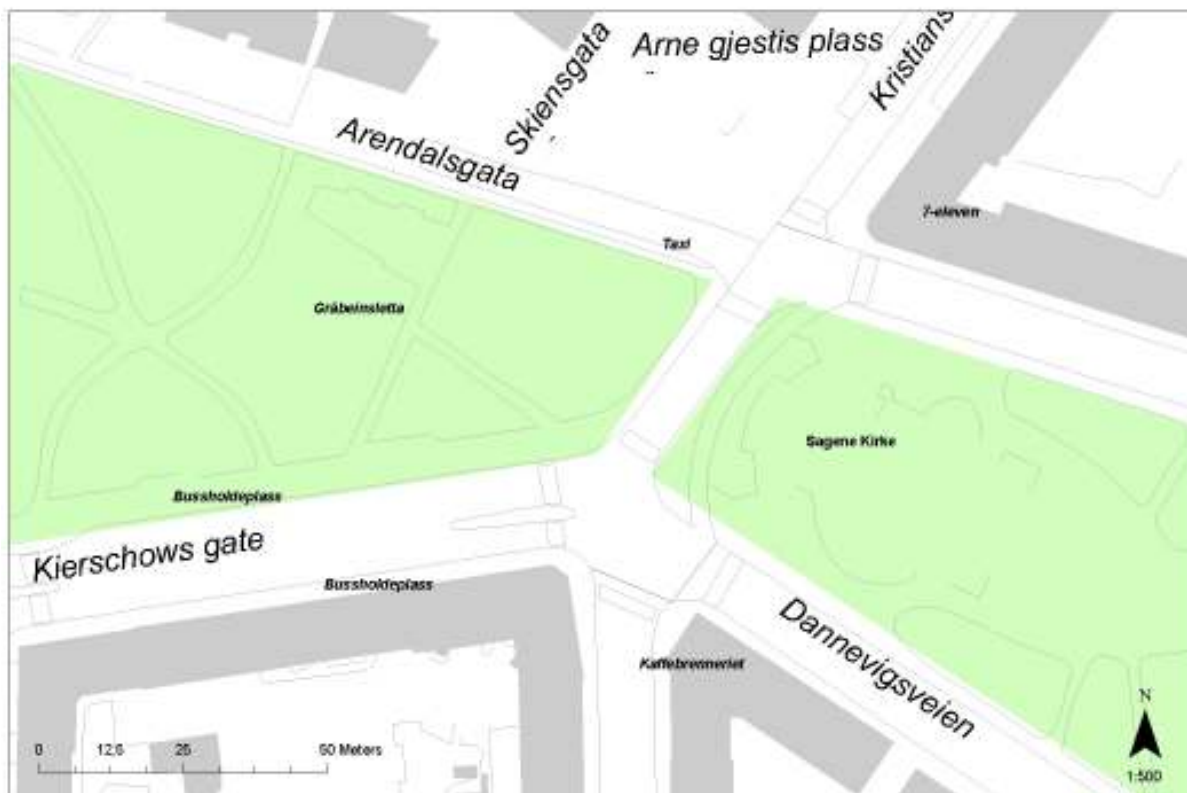 Arne gjestis plass
Kristians
Skiensgata
Arendalsgata
7-eleven
Taxi
Gråbeinsletta
Sagene Kirke
Bussholdeplass
Kierschows gate
Bussholdeplass
Dannevigsveien
Kaffebrenneriet
N
0 12,5 25 50 Meters
1:500